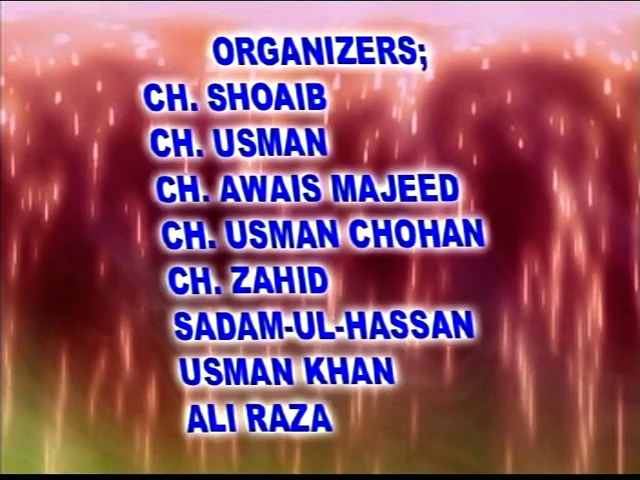 ORGANIZERS;
CH. SHOAIB
CH. USMAN
CH. AWAIS MAJEED
CH. USMAN CHOHAN
CH. ZAHID
SADAM-UL-HASSAN
USMAN KHAN
ALI RAZA